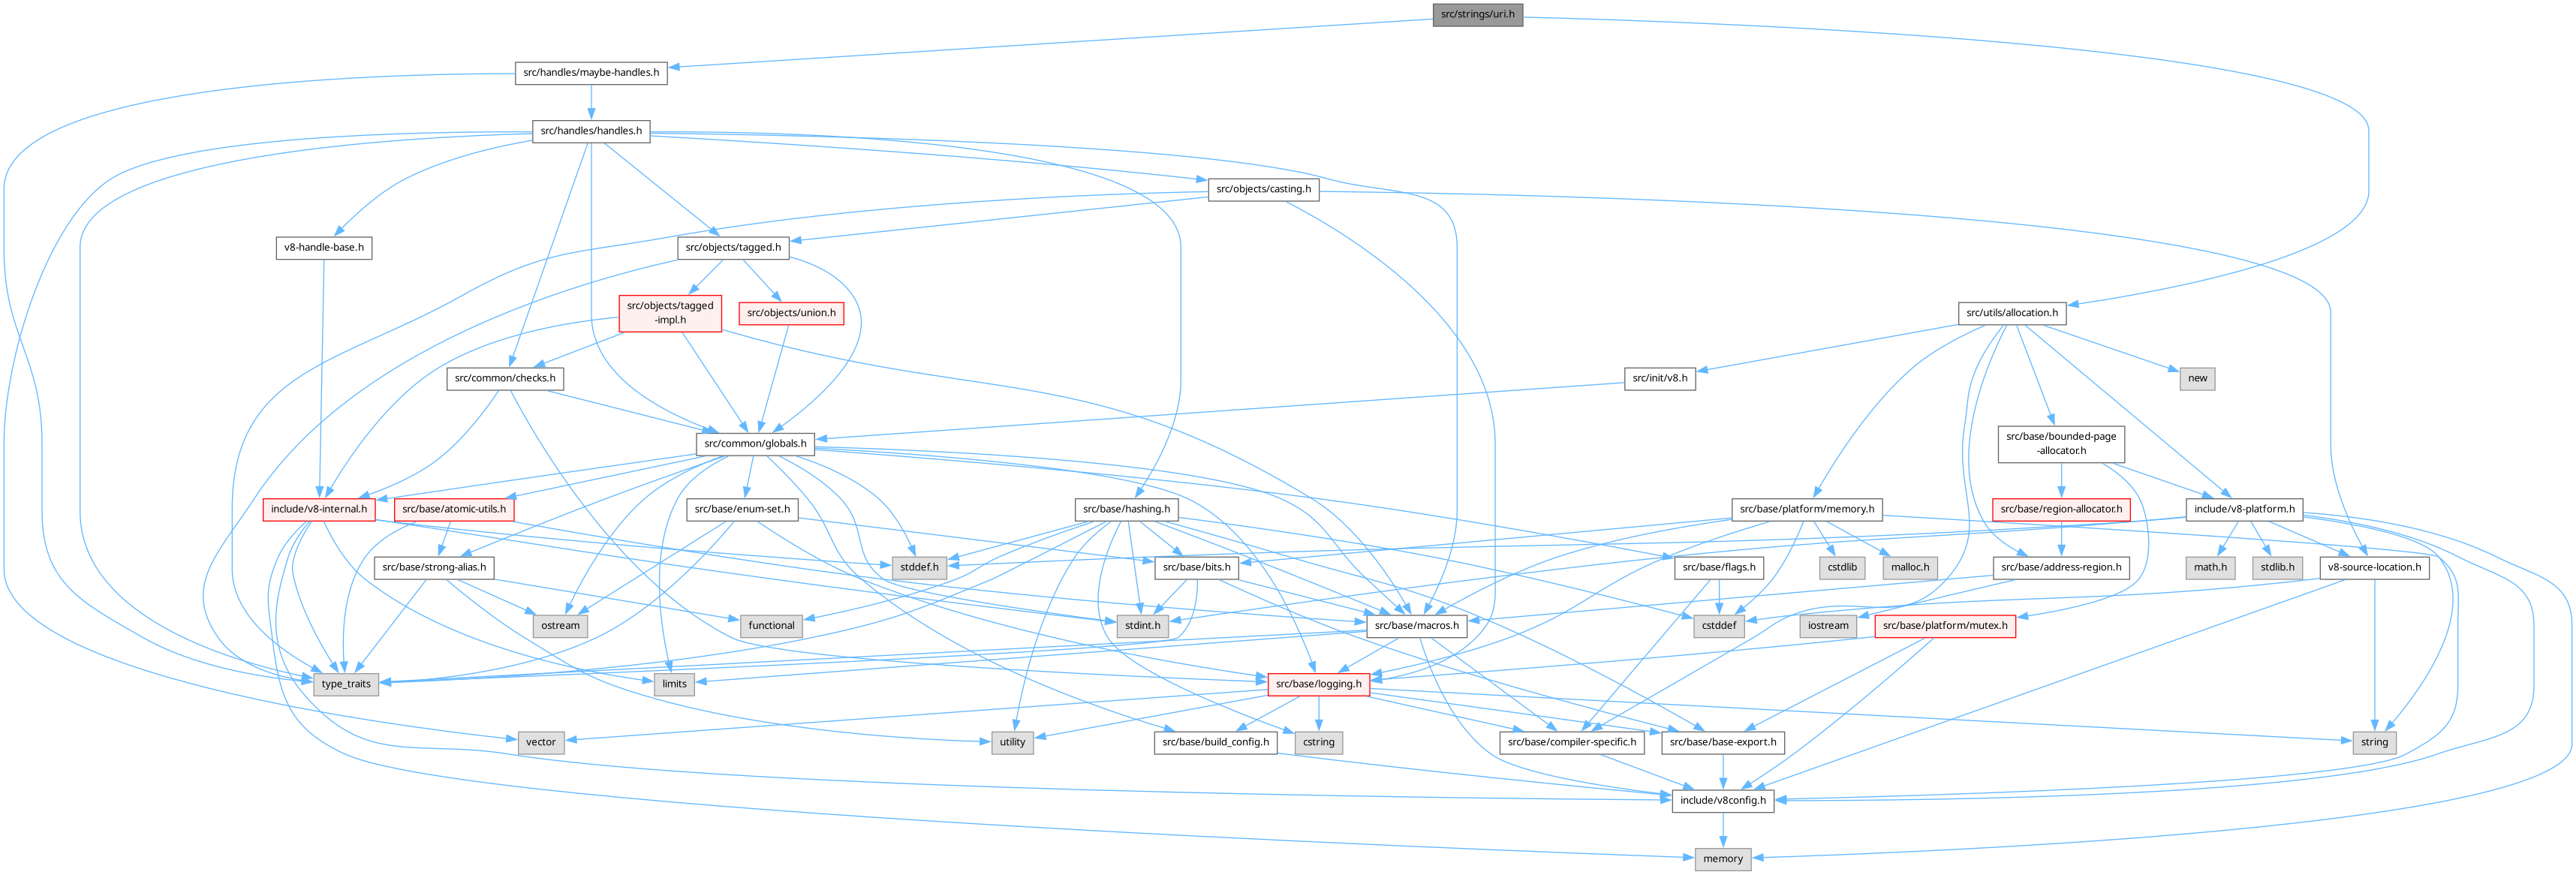 src/strings/uri.h
src/handles/maybe-handles.h
src/handles/handles.h
src/objects/casting.h
v8-handle-base.h
src/objects/tagged.h
src/objects/tagged
-impl.h
src/objects/union.h
src/utils/allocation.h
src/common/checks.h
src/init/v8.h
new
src/common/globals.h
src/base/bounded-page
-allocator.h
include/v8-internal.h
src/base/atomic-utils.h
src/base/enum-set.h
src/base/hashing.h
src/base/platform/memory.h
src/base/region-allocator.h
include/v8-platform.h
src/base/strong-alias.h
stddef.h
src/base/bits.h
src/base/flags.h
cstdlib
malloc.h
src/base/address-region.h
math.h
stdlib.h
v8-source-location.h
ostream
functional
stdint.h
src/base/macros.h
cstddef
iostream
src/base/platform/mutex.h
type_traits
limits
src/base/logging.h
vector
utility
src/base/build_config.h
cstring
src/base/compiler-specific.h
src/base/base-export.h
string
include/v8config.h
memory